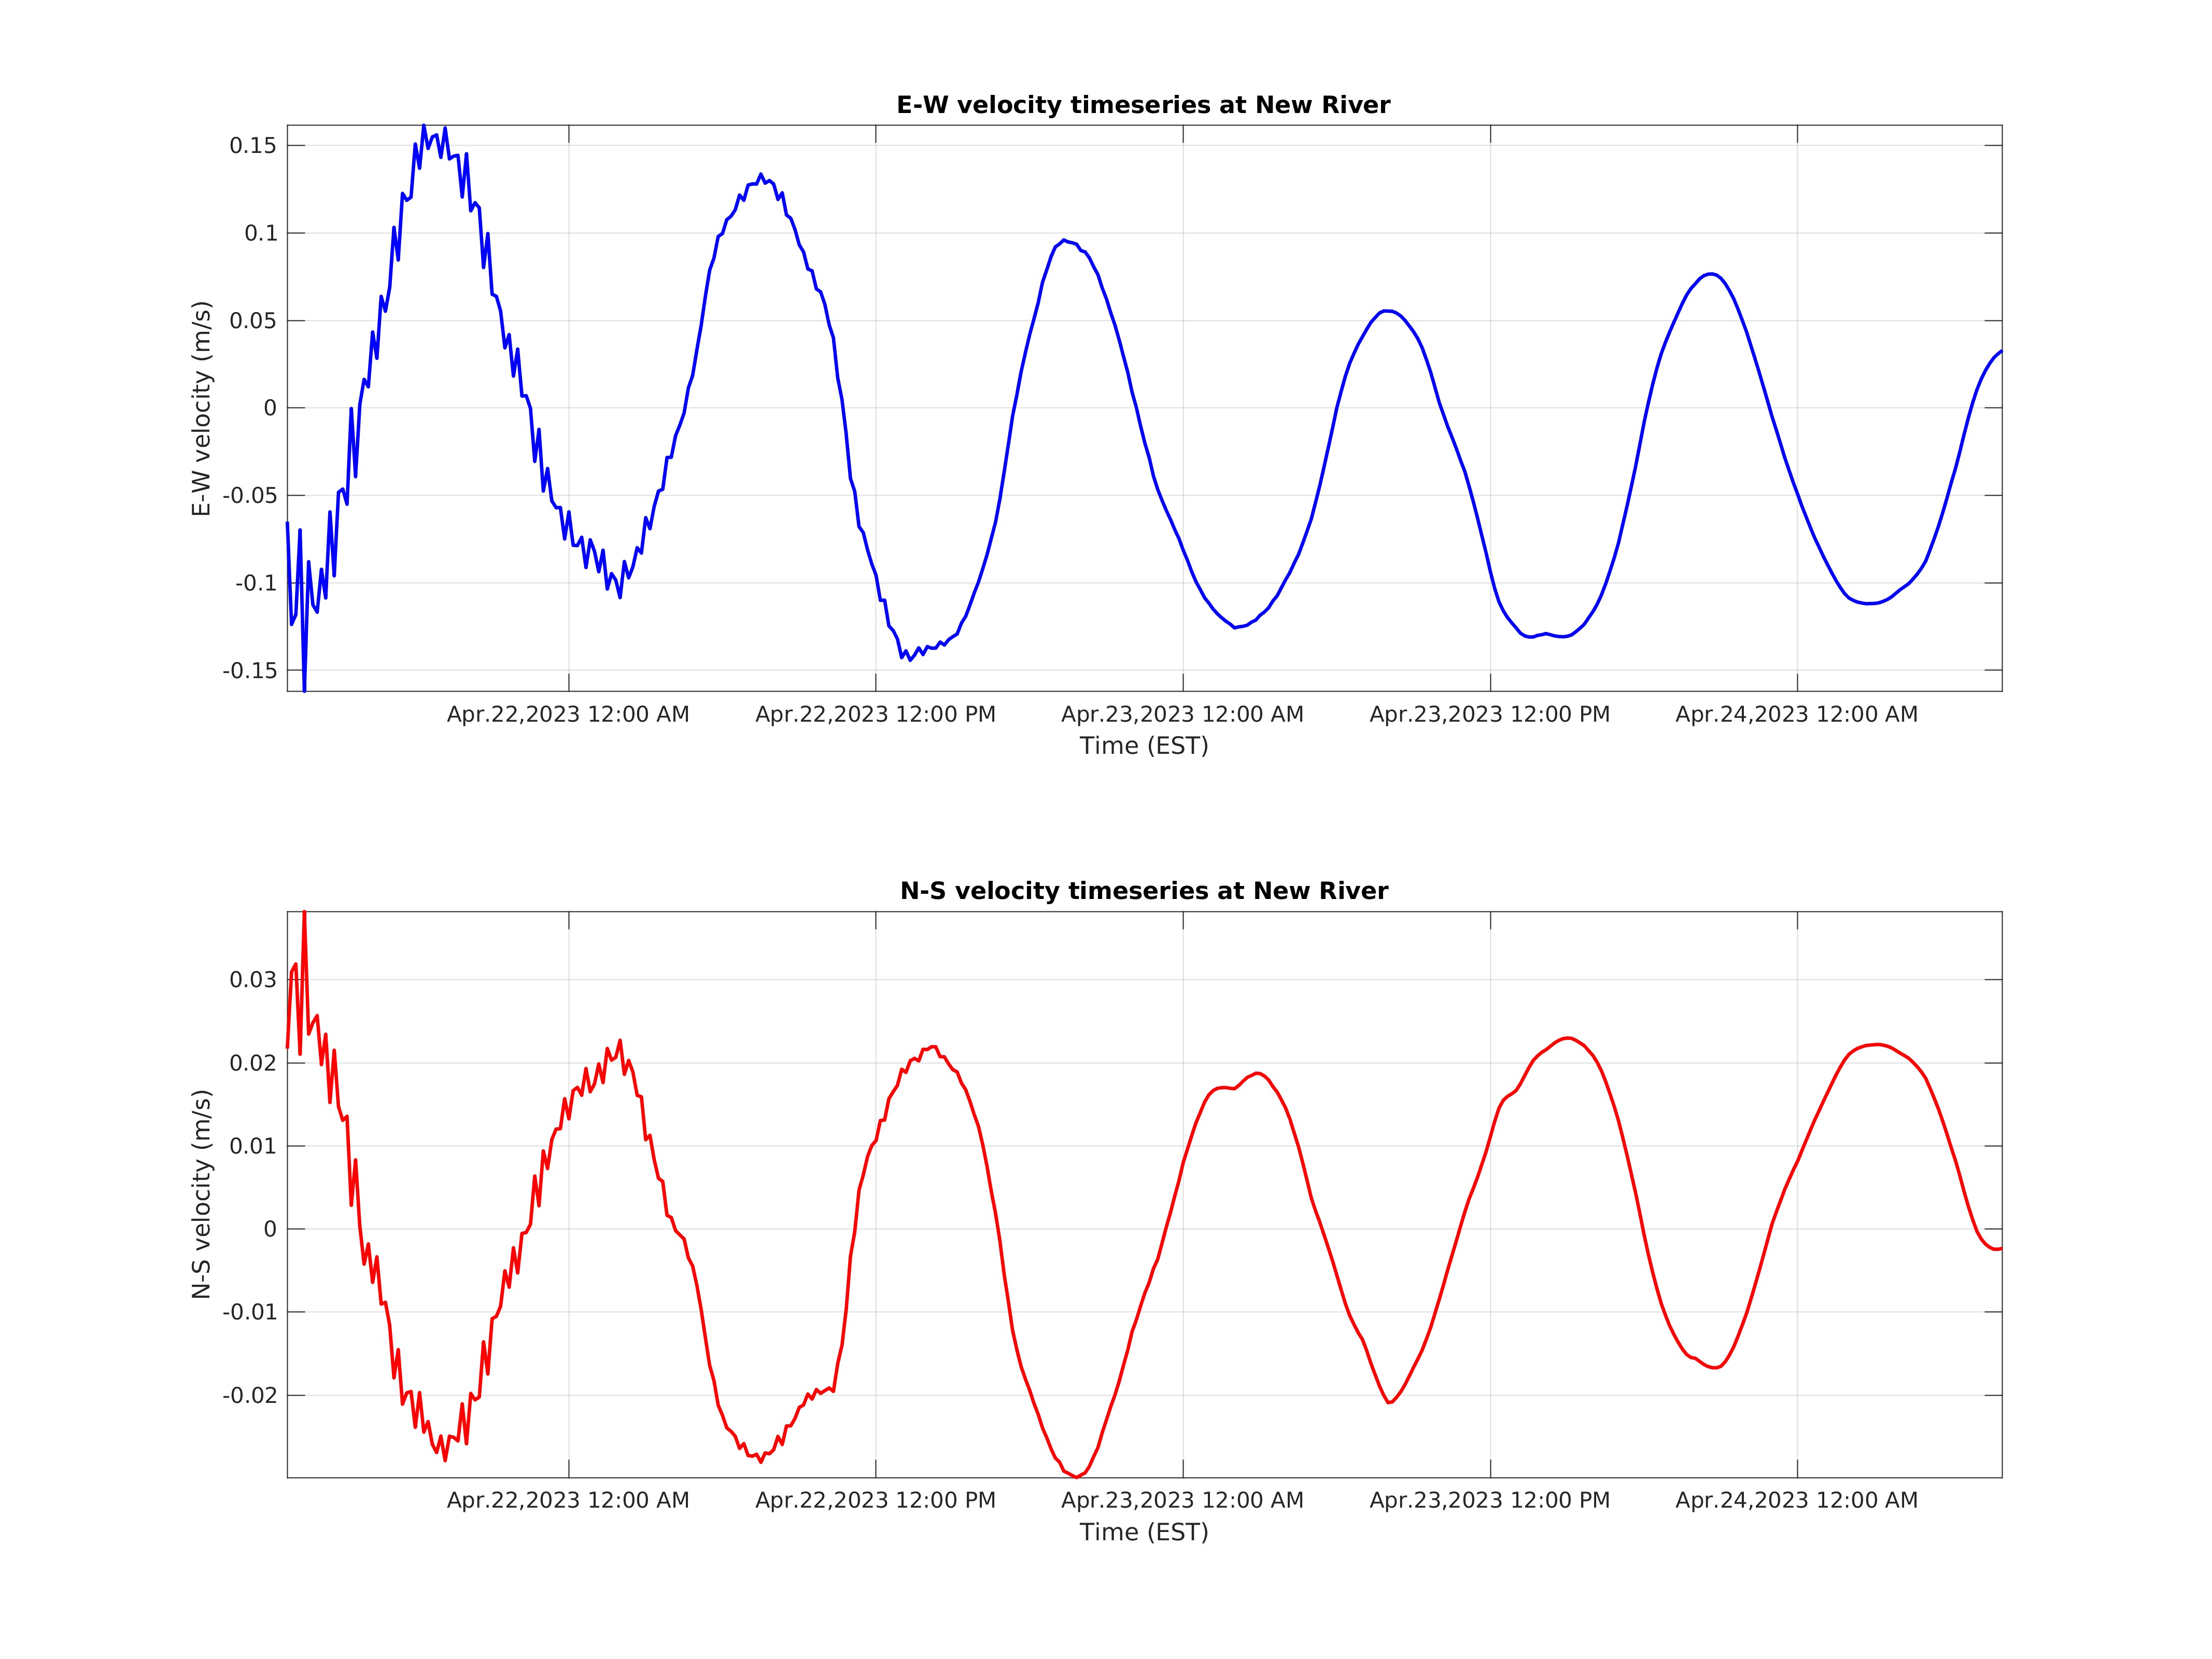 E-W velocity timeseries at New River
E-W velocity (m/s)
0.15
0.1
0.05
0
-0.05
-0.1
-0.15
Apr.22,2023 12:00 AM Apr.22,2023 12:00 PM Apr.23,2023 12:00 AM Apr.23,2023 12:00 PM Apr.24,2023 12:00 AM
Time (EST)
N-S velocity timeseries at New River
N-S velocity (m/s)
0.03
0.02
0.01
0
-0.01
-0.02
Apr.22,2023 12:00 AM Apr.22,2023 12:00 PM Apr.23,2023 12:00 AM Apr.23,2023 12:00 PM Apr.24,2023 12:00 AM
Time (EST)